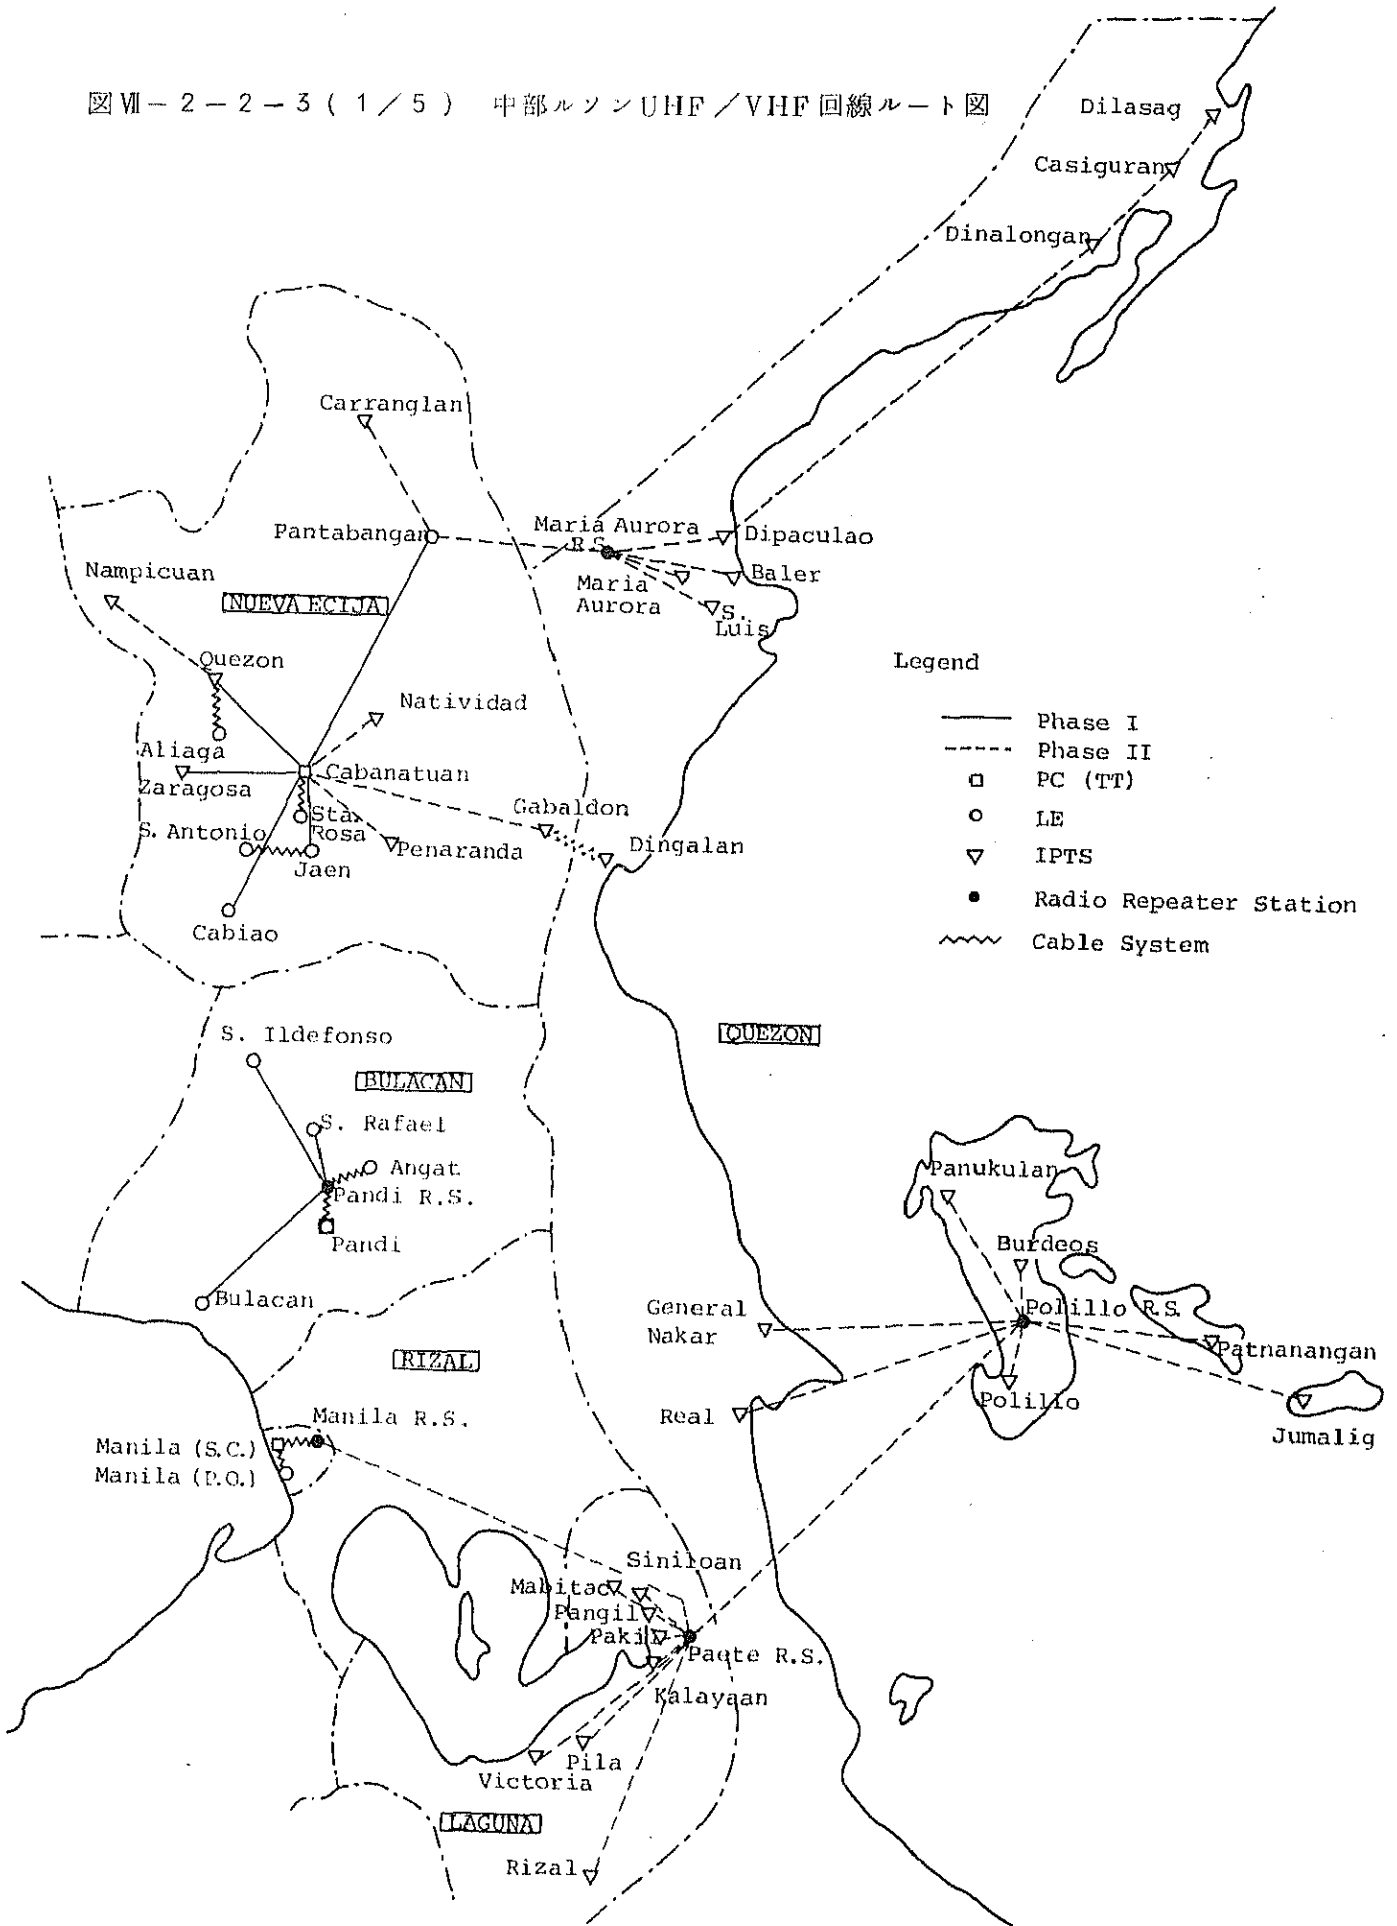 図Ⅶ-2-2-3(1/5) 中部ルソンUHF/VHF回線ルート図
Dilasag
Casiguran
Dinalongan
Carranglan
Pantabangan
Maria Aurora
R.S.
Dipaculao
Maria
Aurora
Baler
S.
Luis
Nampicuan
NUEVA ECIJA
Quezon
Natividad
Aliaga
Zaragosa
Cabanatuan
Sta.
Rosa
S. Antonio
Jaen
Penaranda
Gabaldon
Dingalan
Cabiao
Legend
Phase I
Phase II
PC (TT)
LE
IPTS
Radio Repeater Station
Cable System
QUEZON
S. Ildefonso
BULACAN
S. Rafael
Angat
Pandi R.S.
Pandi
Bulacan
Panukulan
Burdeos
Polillo R.S.
General
Nakar
Patnanangan
Polillo
Real
Jumalig
RIZAL
Manila R.S.
Manila (S.C.)
Manila (P.O.)
Siniloan
Mabitac
Pangil
Pakil
Paete R.S.
Kalayaan
Pila
Victoria
LAGUNA
Rizal